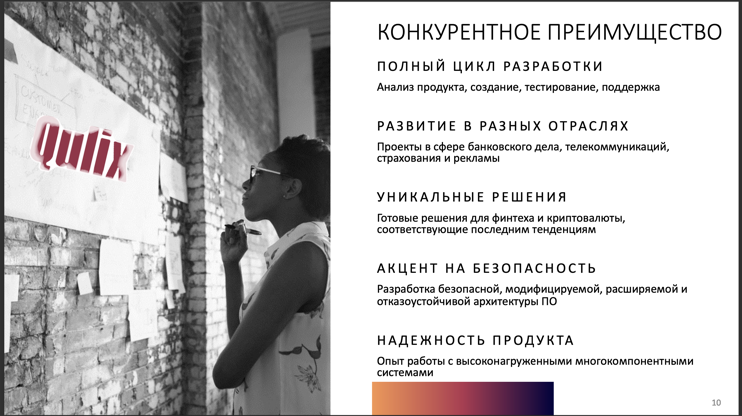 qulix
КОНКУРЕНТНОЕ ПРЕИМУЩЕСТВО
ПОЛНЫЙ ЦИКЛ РАЗРАБОТКИ
Анализ продукта, создание, тестирование, поддержка
РАЗВИТИЕ В РАЗНЫХ ОТРАСЛЯХ
Проекты в сфере банковского дела, телекоммуникаций,
страхования и рекламы
УНИКАЛЬНЫЕ РЕШЕНИЯ
Готовые решения для финтеха и криптовалюты,
соответствующие последним тенденциям
АКЦЕНТ НА БЕЗОПАСНОСТЬ
Разработка безопасной, модифицируемой, расширяемой и
отказоустойчивой архитектуры ПО
НАДЕЖНОСТЬ ПРОДУКТА
Опыт работы с высоконагруженными многокомпонентными
системами
10